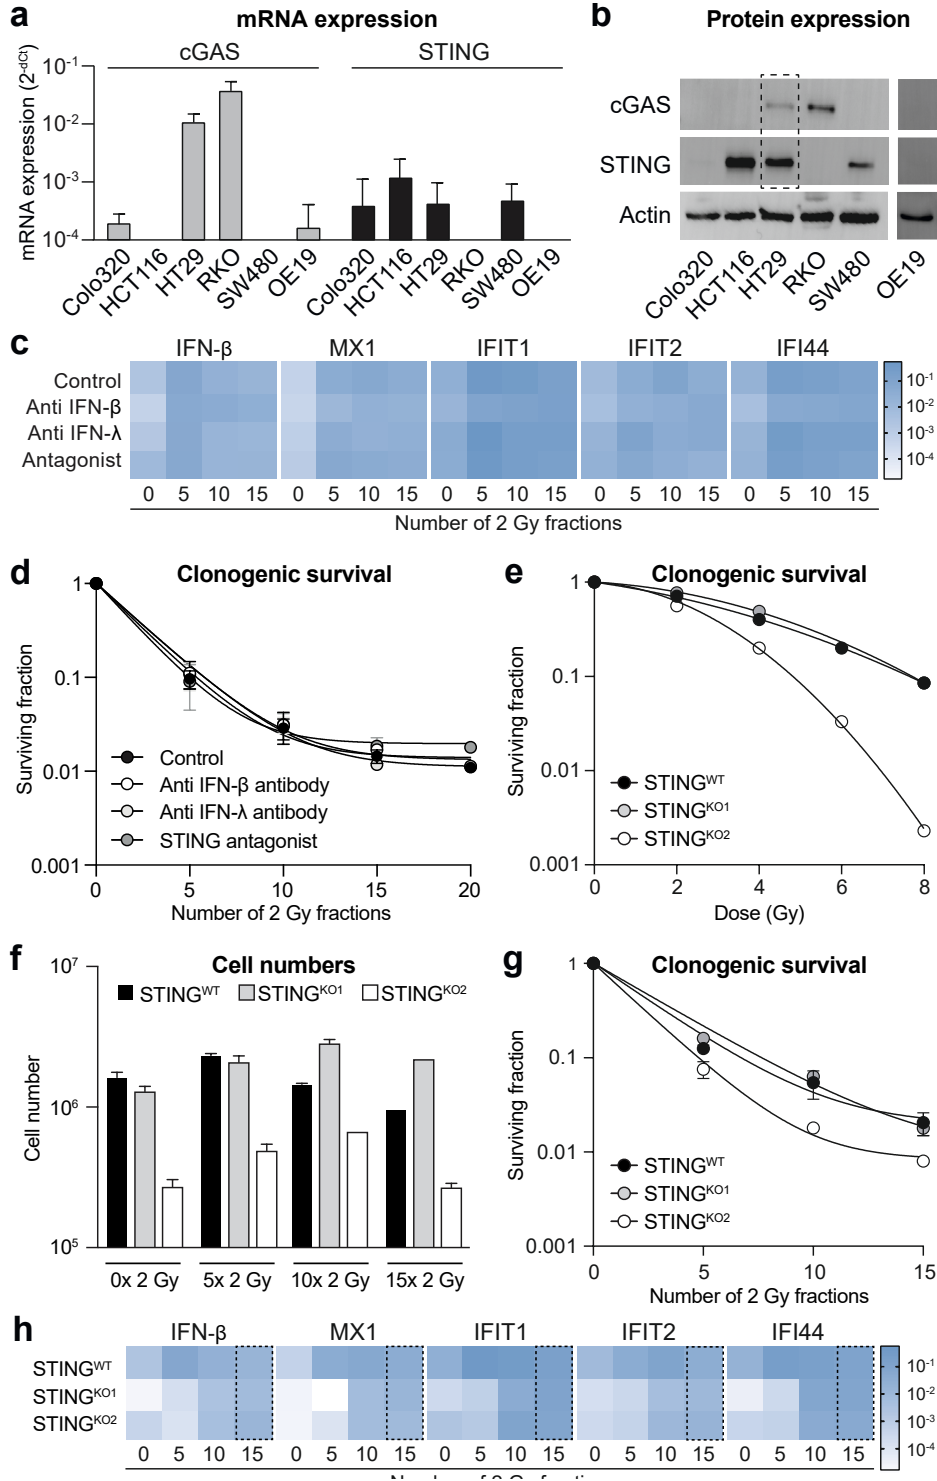 a mRNA expression
cGAS STING
mRNA expression (2^-dCt)
10^-1
10^-2
10^-3
10^-4
Colo320 HCT116 HT29 RKO SW480 OE19 Colo320 HCT116 HT29 RKO SW480 OE19
b Protein expression
cGAS
STING
Actin
Colo320 HCT116 HT29 RKO SW480 OE19
c IFN-β MX1 IFIT1 IFIT2 IFI44
Control
Anti IFN-β
Anti IFN-λ
Antagonist
10^-1
10^-2
10^-3
10^-4
0 5 10 15 0 5 10 15 0 5 10 15 0 5 10 15 0 5 10 15
Number of 2 Gy fractions
d Clonogenic survival
Surviving fraction
1
0.1
0.01
0.001
Control
Anti IFN-β antibody
Anti IFN-λ antibody
STING antagonist
0 5 10 15 20
Number of 2 Gy fractions
e Clonogenic survival
Surviving fraction
1
0.1
0.01
0.001
STING^WT
STING^KO1
STING^KO2
0 2 4 6 8
Dose (Gy)
f Cell numbers
STING^WT STING^KO1 STING^KO2
Cell number
10^7
10^6
10^5
0x 2 Gy 5x 2 Gy 10x 2 Gy 15x 2 Gy
g Clonogenic survival
Surviving fraction
1
0.1
0.01
0.001
STING^WT
STING^KO1
STING^KO2
0 5 10 15
Number of 2 Gy fractions
h IFN-β MX1 IFIT1 IFIT2 IFI44
STING^WT
STING^KO1
STING^KO2
10^-1
10^-2
10^-3
10^-4
0 5 10 15 0 5 10 15 0 5 10 15 0 5 10 15 0 5 10 15